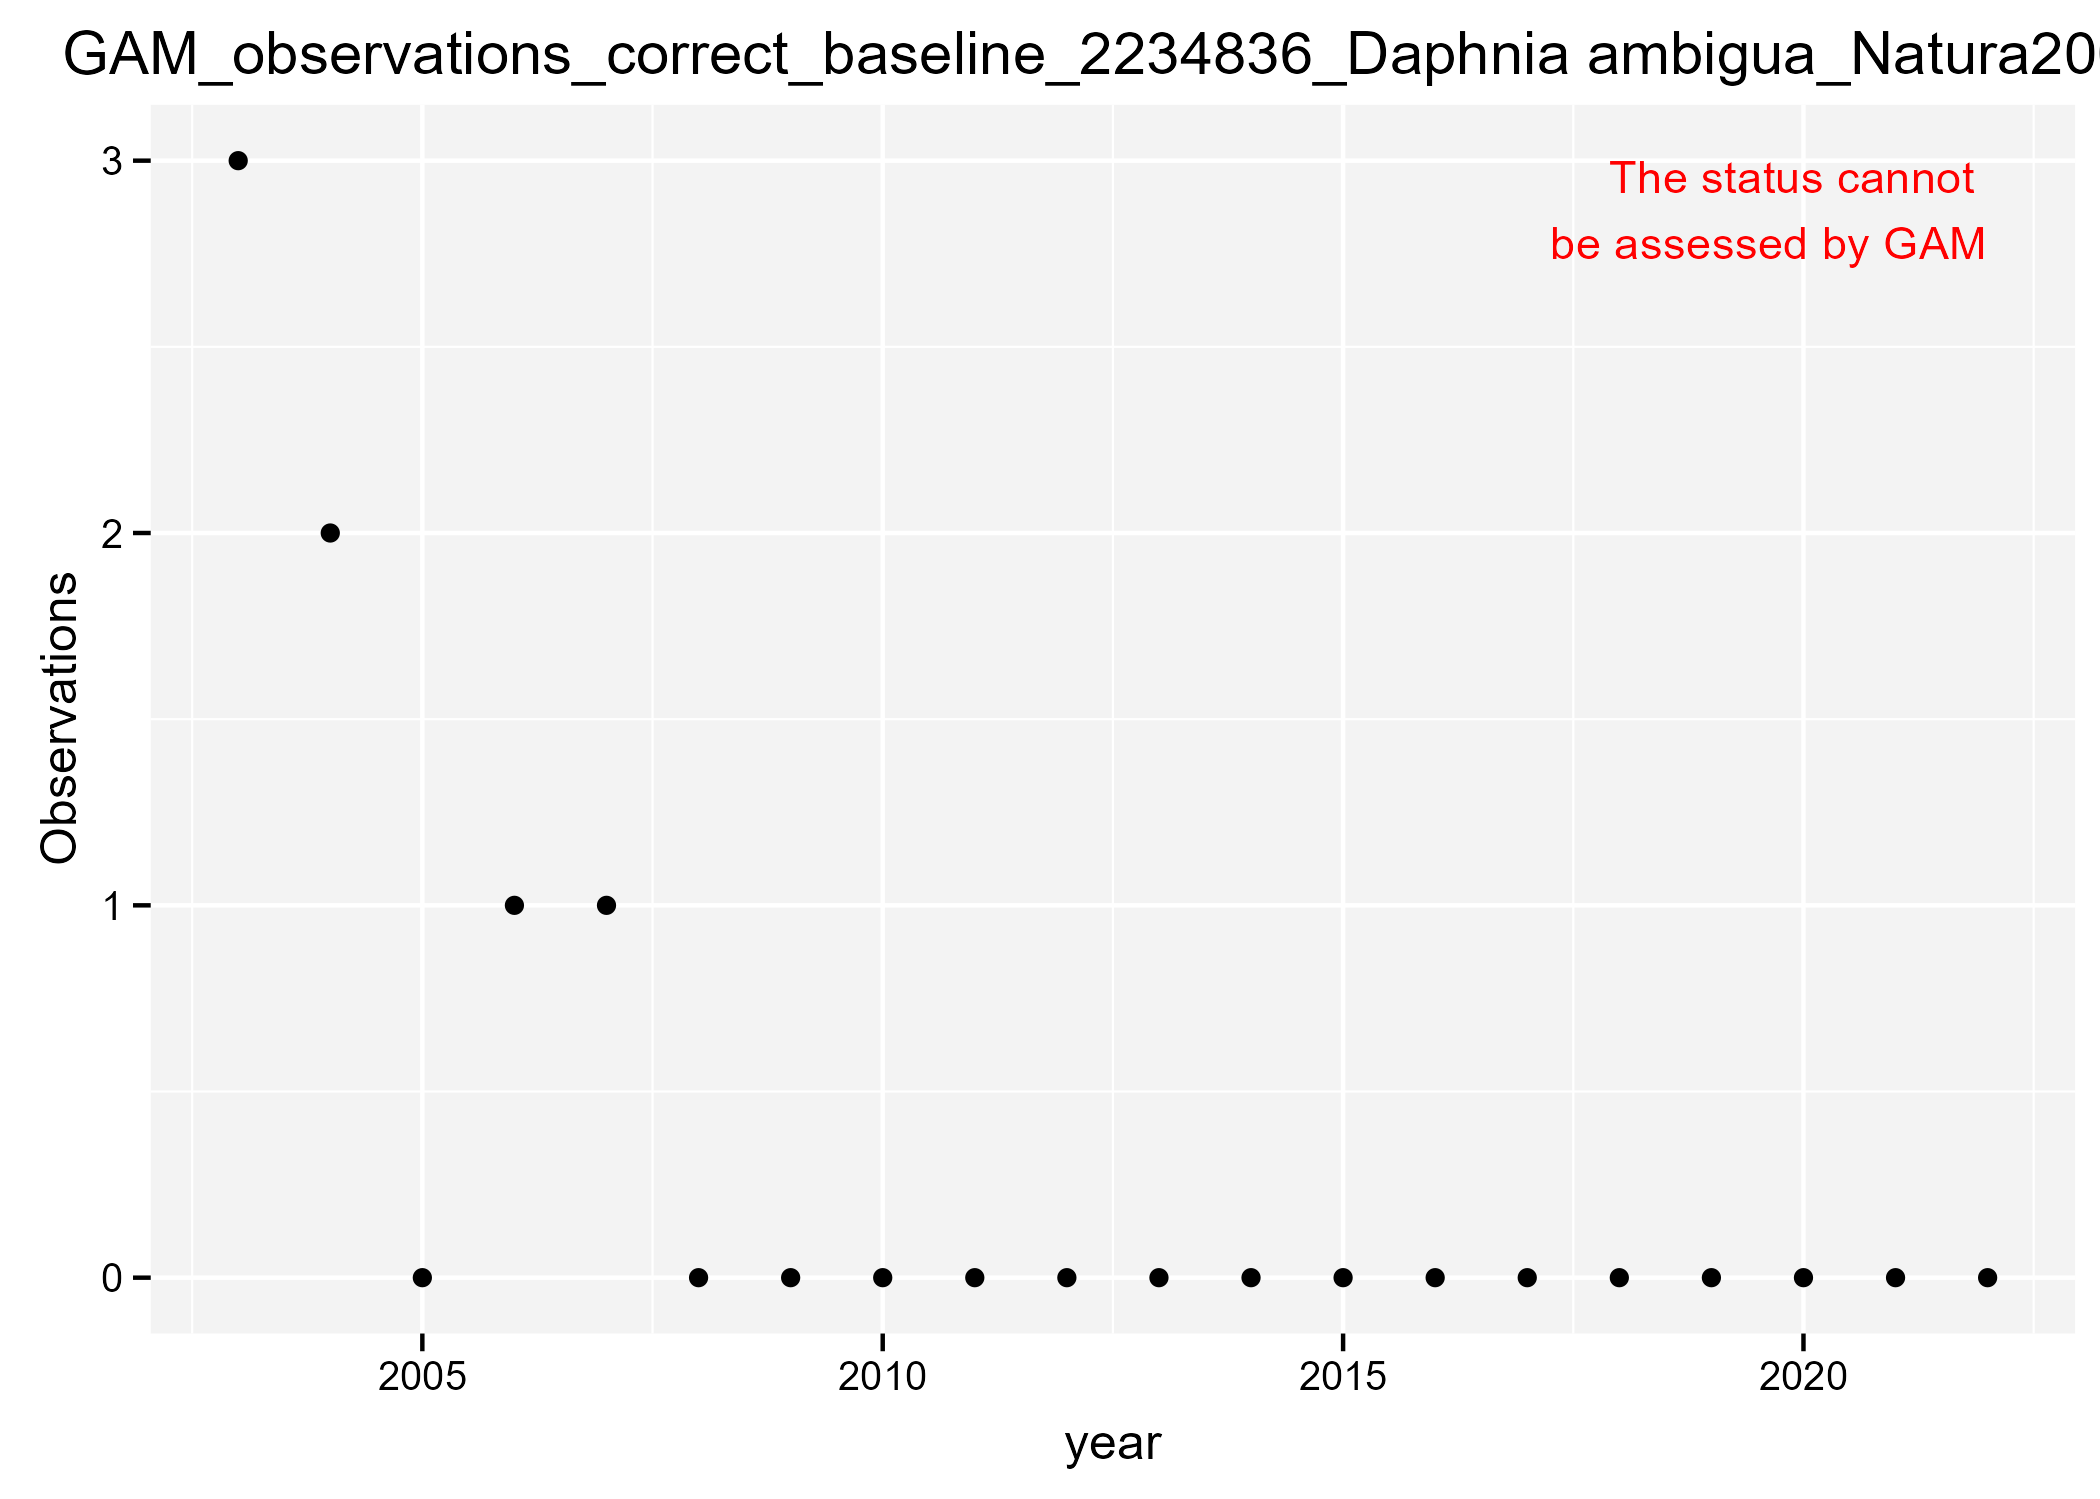 GAM_observations_correct_baseline_2234836_Daphnia ambigua_Natura20
The status cannot
be assessed by GAM
3
2
1
0
Observations
2005 2010 2015 2020
year